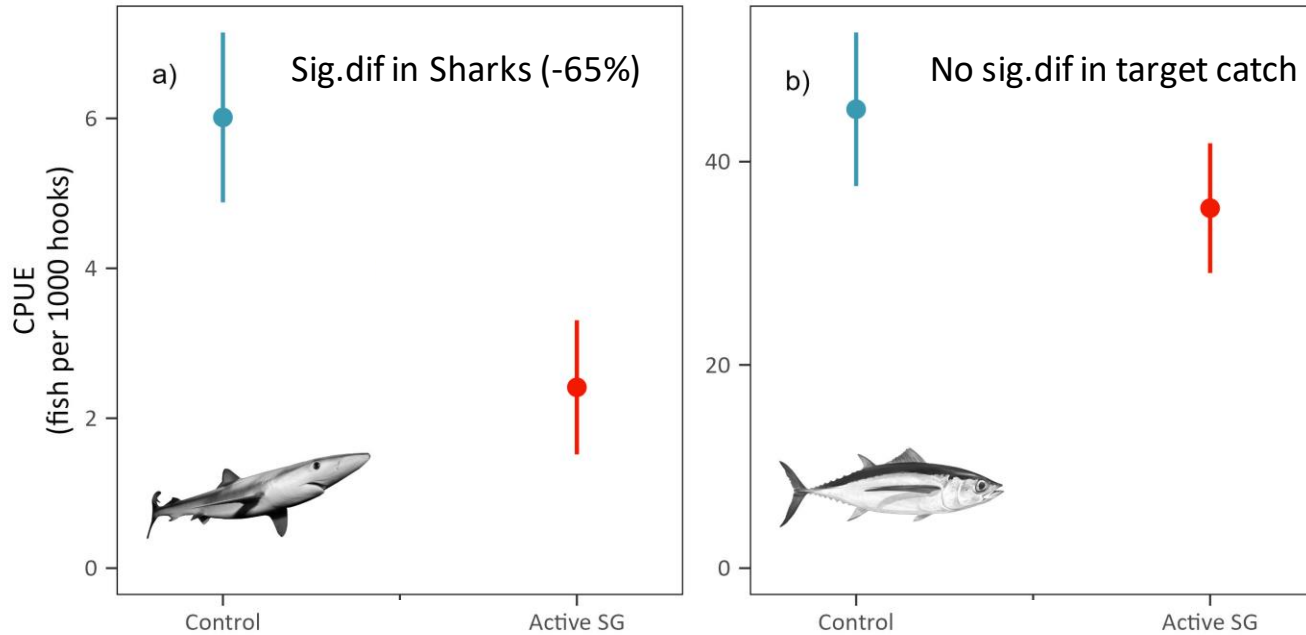 a)
Sig.dif in Sharks (-65%)
b)
No sig.dif in target catch
CPUE
(fish per 1000 hooks)
6
4
2
0
40
20
0
Control
Active SG
Control
Active SG